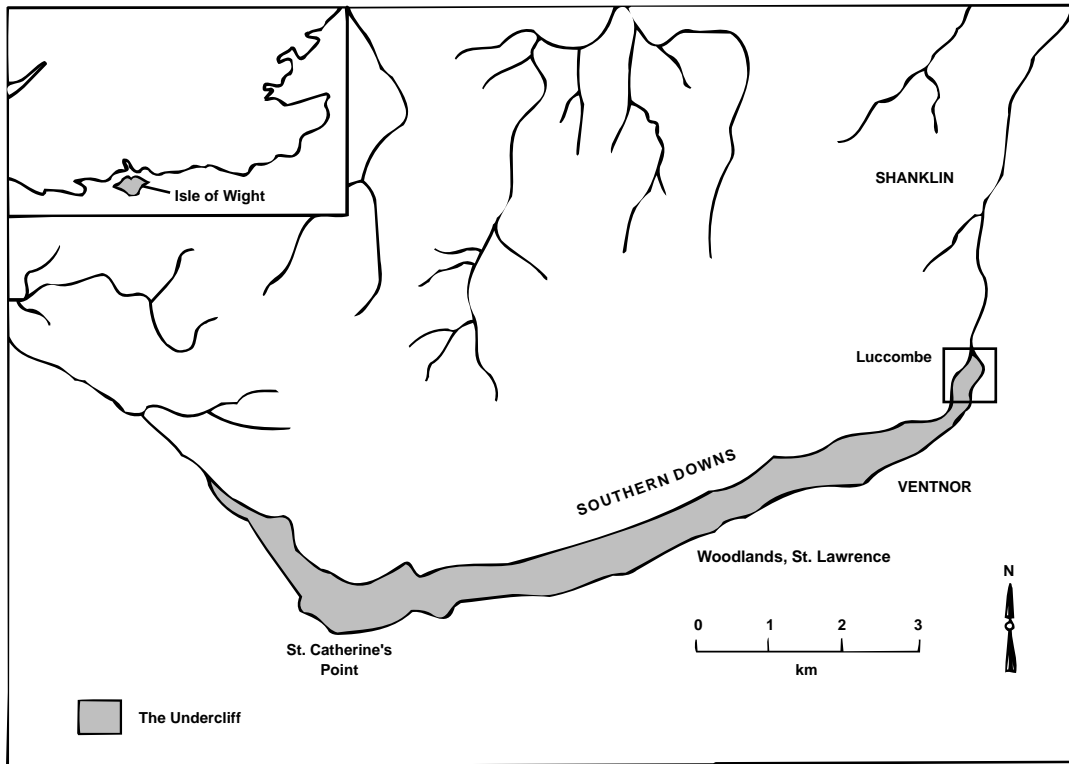 Isle of Wight
SHANKLIN
Luccombe
SOUTHERN DOWNS
VENTNOR
Woodlands, St. Lawrence
N
0 1 2 3
km
St. Catherine's
Point
The Undercliff